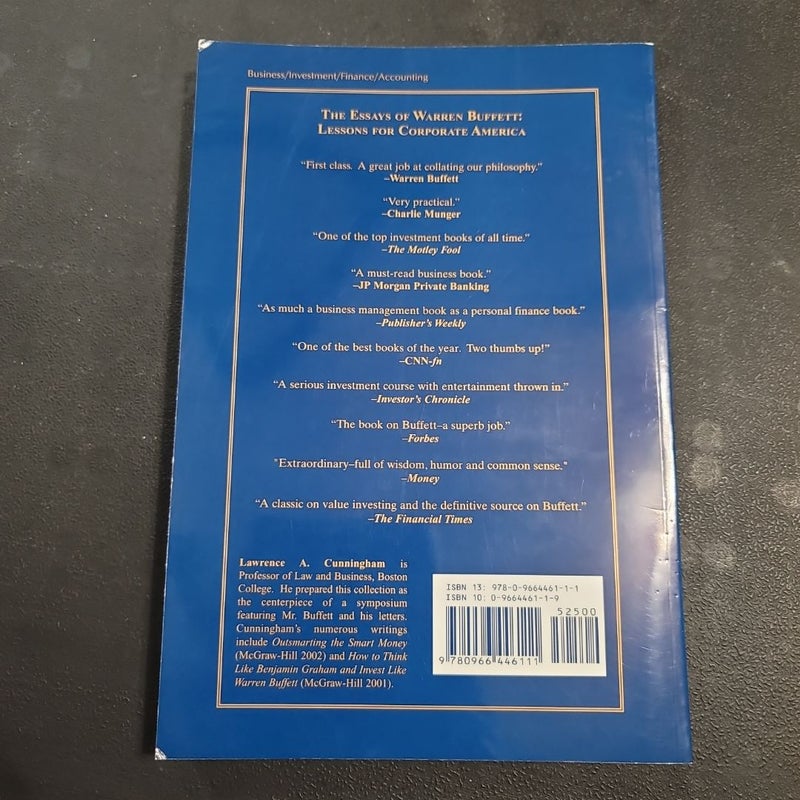 Business/Investment/Finance/Accounting
The Essays of Warren Buffett:
Lessons for Corporate America
“First class. A great job at collating our philosophy.”
–Warren Buffett
“Very practical.”
–Charlie Munger
“One of the top investment books of all time.”
–The Motley Fool
“A must-read business book.”
–JP Morgan Private Banking
“As much a business management book as a personal finance book.”
–Publisher's Weekly
“One of the best books of the year. Two thumbs up!”
–CNN-fn
“A serious investment course with entertainment thrown in.”
–Investor's Chronicle
“The book on Buffett–a superb job.”
–Forbes
"Extraordinary–full of wisdom, humor and common sense."
–Money
“A classic on value investing and the definitive source on Buffett.”
–The Financial Times
Lawrence A. Cunningham is
Professor of Law and Business, Boston
College. He prepared this collection as
the centerpiece of a symposium
featuring Mr. Buffett and his letters.
Cunningham's numerous writings
include Outsmarting the Smart Money
(McGraw-Hill 2002) and How to Think
Like Benjamin Graham and Invest Like
Warren Buffett (McGraw-Hill 2001).
ISBN 13: 978-0-9664461-1-1
ISBN 10: 0-9664461-1-9
52500
9 780966 446111